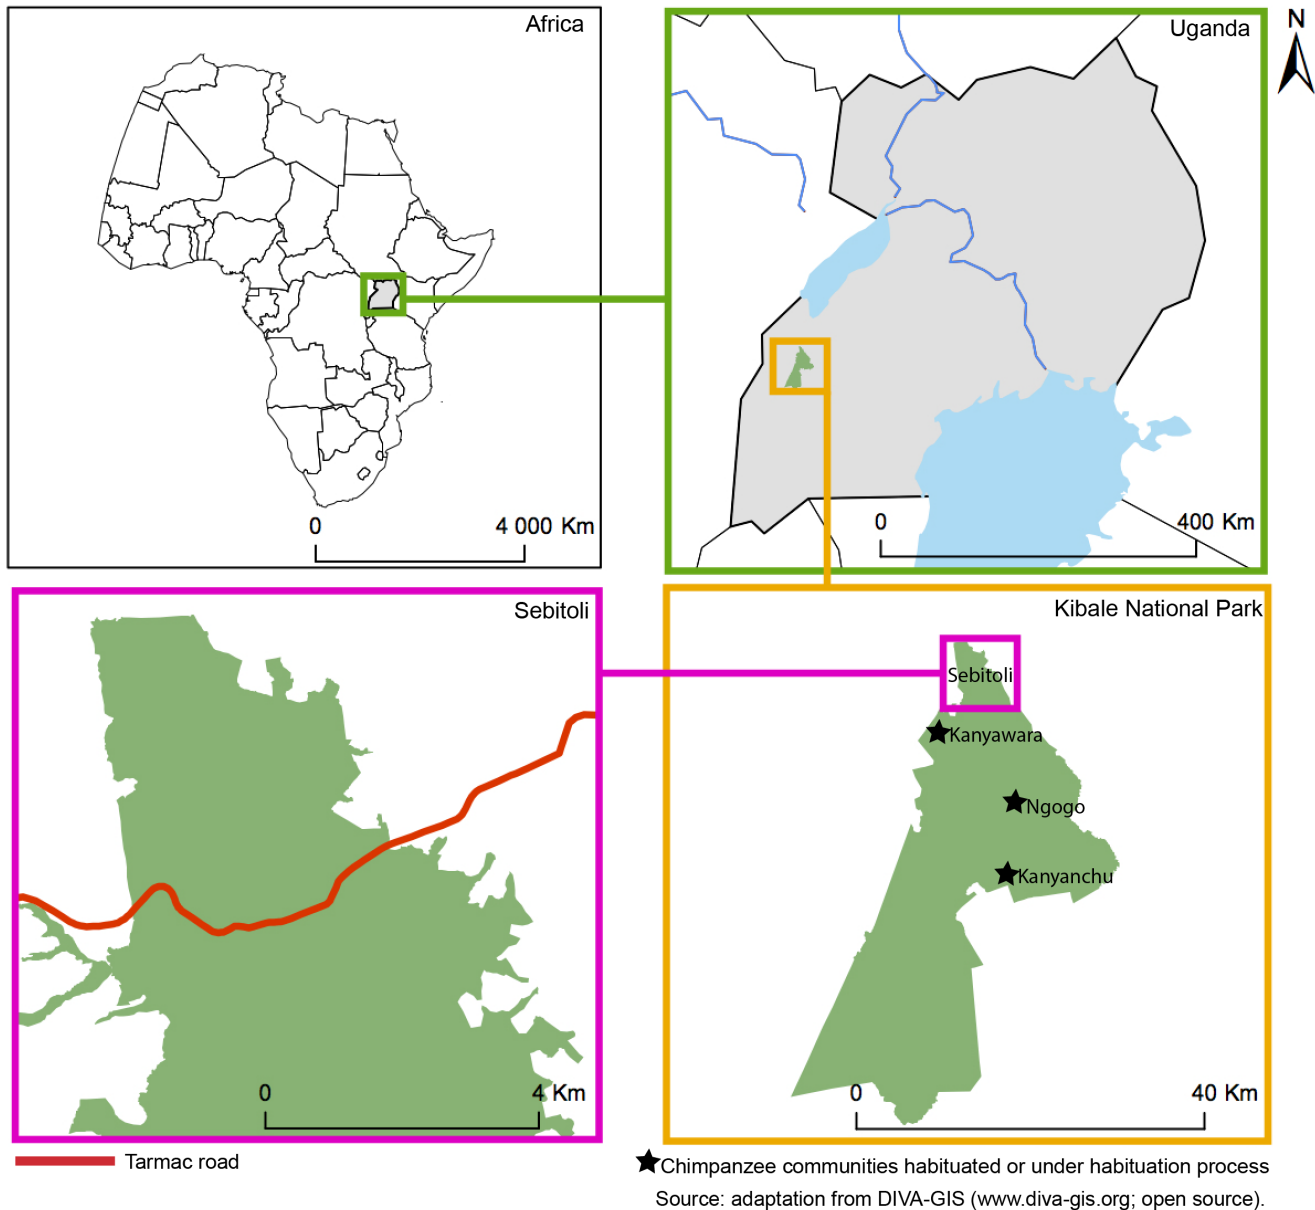 Africa
0 4 000 Km
Uganda
N
0 400 Km
Sebitoli
0 4 Km
Kibale National Park
Sebitoli
Kanyawara
Ngogo
Kanyanchu
0 40 Km
Tarmac road
Chimpanzee communities habituated or under habituation process
Source: adaptation from DIVA-GIS (www.diva-gis.org; open source).